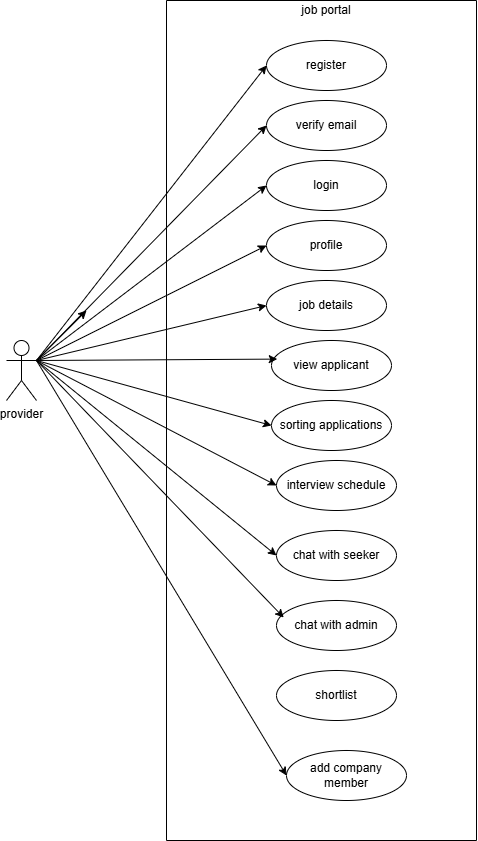 job portal
register
verify email
login
profile
job details
view applicant
provider
sorting applications
interview schedule
chat with seeker
chat with admin
shortlist
add company
member